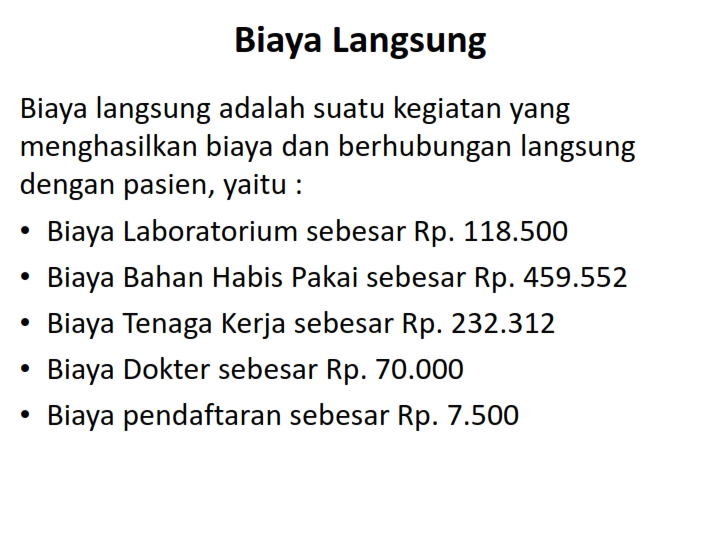 Biaya Langsung
Biaya langsung adalah suatu kegiatan yang
menghasilkan biaya dan berhubungan langsung
dengan pasien, yaitu :
• Biaya Laboratorium sebesar Rp. 118.500
• Biaya Bahan Habis Pakai sebesar Rp. 459.552
• Biaya Tenaga Kerja sebesar Rp. 232.312
• Biaya Dokter sebesar Rp. 70.000
• Biaya pendaftaran sebesar Rp. 7.500